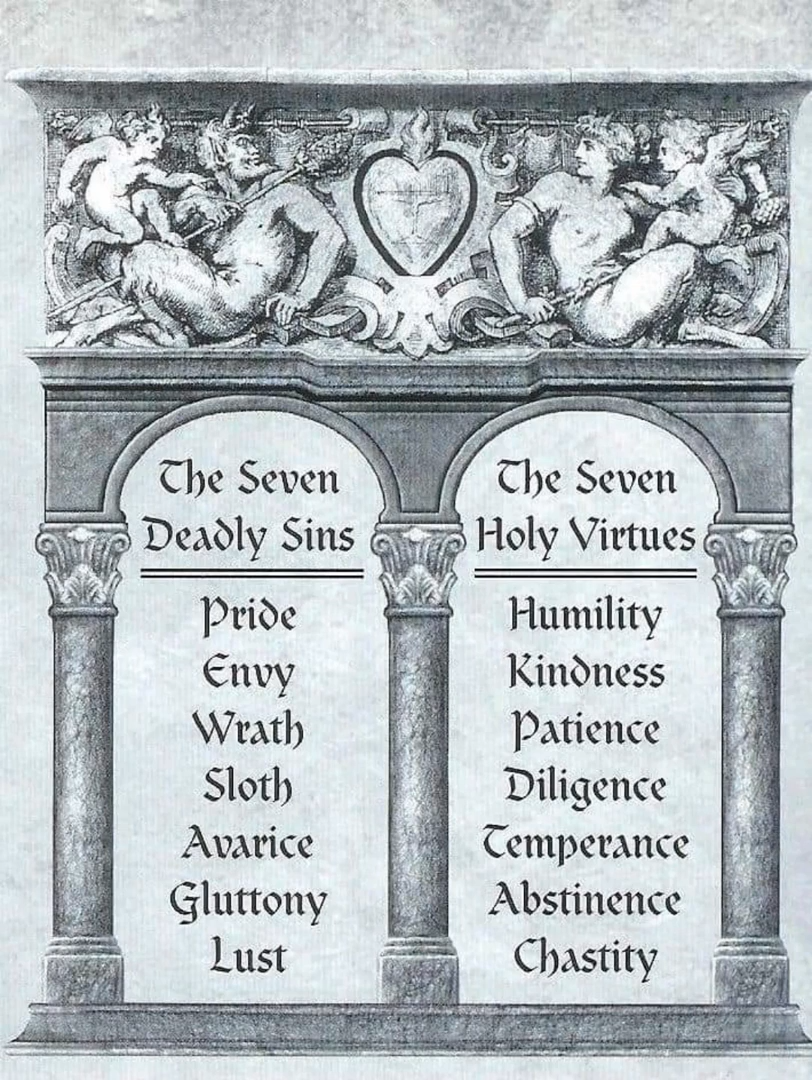 The Seven
Deadly Sins
Pride
Envy
Wrath
Sloth
Avarice
Gluttony
Lust
The Seven
Holy Virtues
Humility
Kindness
Patience
Diligence
Temperance
Abstinence
Chastity